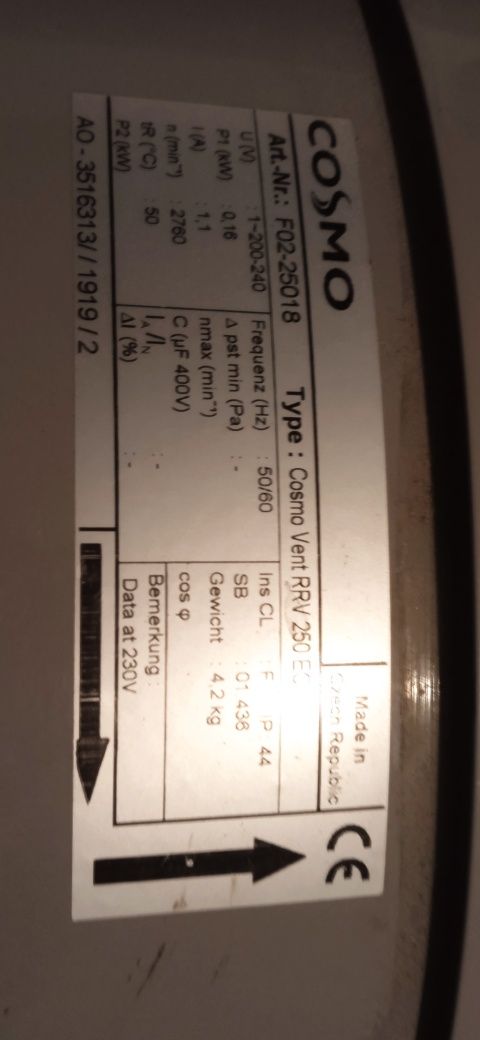 COSMO
Made in
Czech Republic
CE
Art.-Nr.: F02-25018 Type : Cosmo Vent RRV 250 EC
U (V) : 1~200-240 Frequenz (Hz) : 50/60 Ins CL : F IP 44
P1 (kW) : 0,16 Δ pst min (Pa) : - SB : 01 436
I (A) : 1,1 nmax (min⁻¹) Gewicht : 4,2 kg
n (min⁻¹) : 2760 C (µF 400V) cos φ
tR (°C) : 50 I A / I N : - Bemerkung :
P2 (kW) ΔI (%) : - Data at 230V
AO - 3516313/ / 1919 / 2